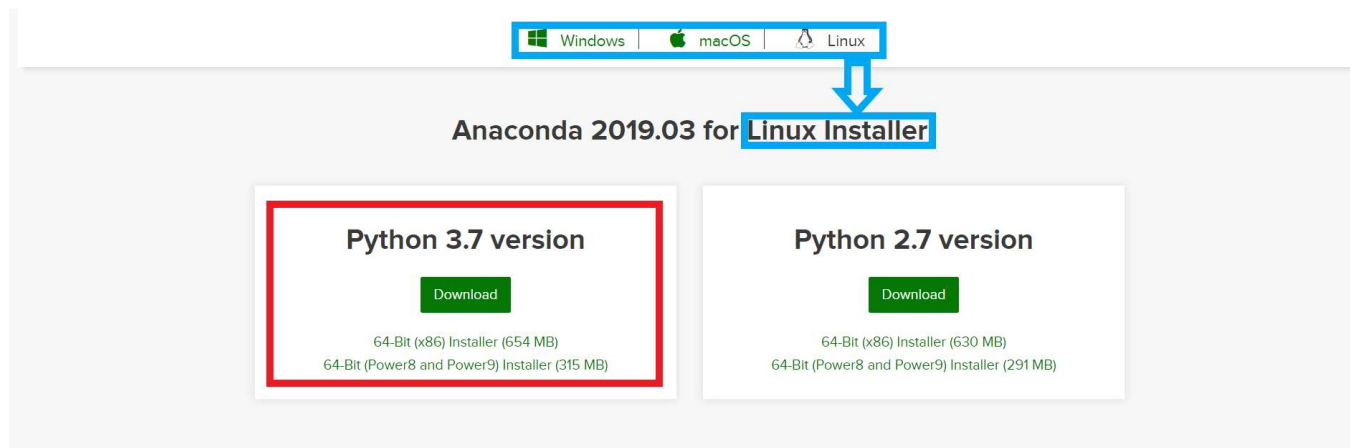 Windows | macOS | Linux
Anaconda 2019.03 for Linux Installer
Python 3.7 version
Download
64-Bit (x86) Installer (654 MB)
64-Bit (Power8 and Power9) Installer (315 MB)
Python 2.7 version
Download
64-Bit (x86) Installer (630 MB)
64-Bit (Power8 and Power9) Installer (291 MB)